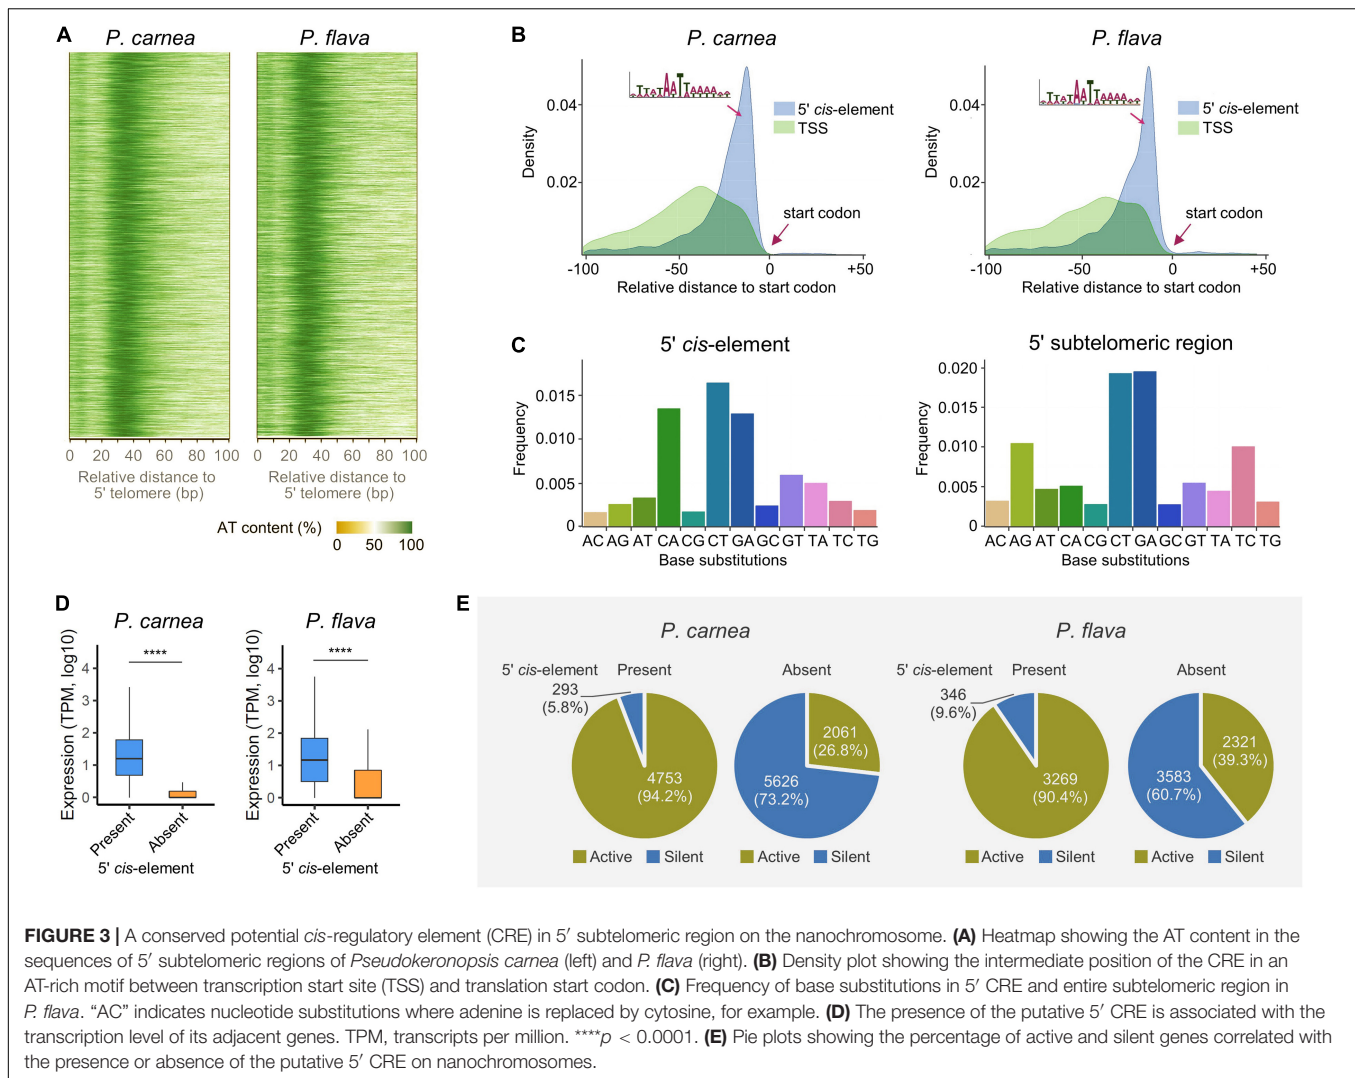 A
P. carnea
P. flava
0 20 40 60 80 100
0 20 40 60 80 100
Relative distance to
5' telomere (bp)
Relative distance to
5' telomere (bp)
AT content (%)
0 50 100
B
P. carnea
P. flava
Density
0.04
0.02
5' cis-element
TSS
start codon
-100 -50 0 +50
Relative distance to start codon
Density
0.04
0.02
5' cis-element
TSS
start codon
-100 -50 0 +50
Relative distance to start codon
C
5' cis-element
Frequency
0.015
0.010
0.005
0
AC AG AT CA CG CT GA GC GT TA TC TG
Base substitutions
5' subtelomeric region
Frequency
0.020
0.015
0.010
0.005
0
AC AG AT CA CG CT GA GC GT TA TC TG
Base substitutions
D
P. carnea
P. flava
Expression (TPM, log10)
4
3
2
1
0
****
Present Absent
5' cis-element
Expression (TPM, log10)
4
3
2
1
0
****
Present Absent
5' cis-element
E
P. carnea
P. flava
5' cis-element Present Absent
293
(5.8%)
4753
(94.2%)
2061
(26.8%)
5626
(73.2%)
Active Silent
Active Silent
5' cis-element Present Absent
346
(9.6%)
3269
(90.4%)
2321
(39.3%)
3583
(60.7%)
Active Silent
Active Silent
FIGURE 3 | A conserved potential cis-regulatory element (CRE) in 5′ subtelomeric region on the nanochromosome. (A) Heatmap showing the AT content in the
sequences of 5′ subtelomeric regions of Pseudokeronopsis carnea (left) and P. flava (right). (B) Density plot showing the intermediate position of the CRE in an
AT-rich motif between transcription start site (TSS) and translation start codon. (C) Frequency of base substitutions in 5′ CRE and entire subtelomeric region in
P. flava. “AC” indicates nucleotide substitutions where adenine is replaced by cytosine, for example. (D) The presence of the putative 5′ CRE is associated with the
transcription level of its adjacent genes. TPM, transcripts per million. ****p < 0.0001. (E) Pie plots showing the percentage of active and silent genes correlated with
the presence or absence of the putative 5′ CRE on nanochromosomes.